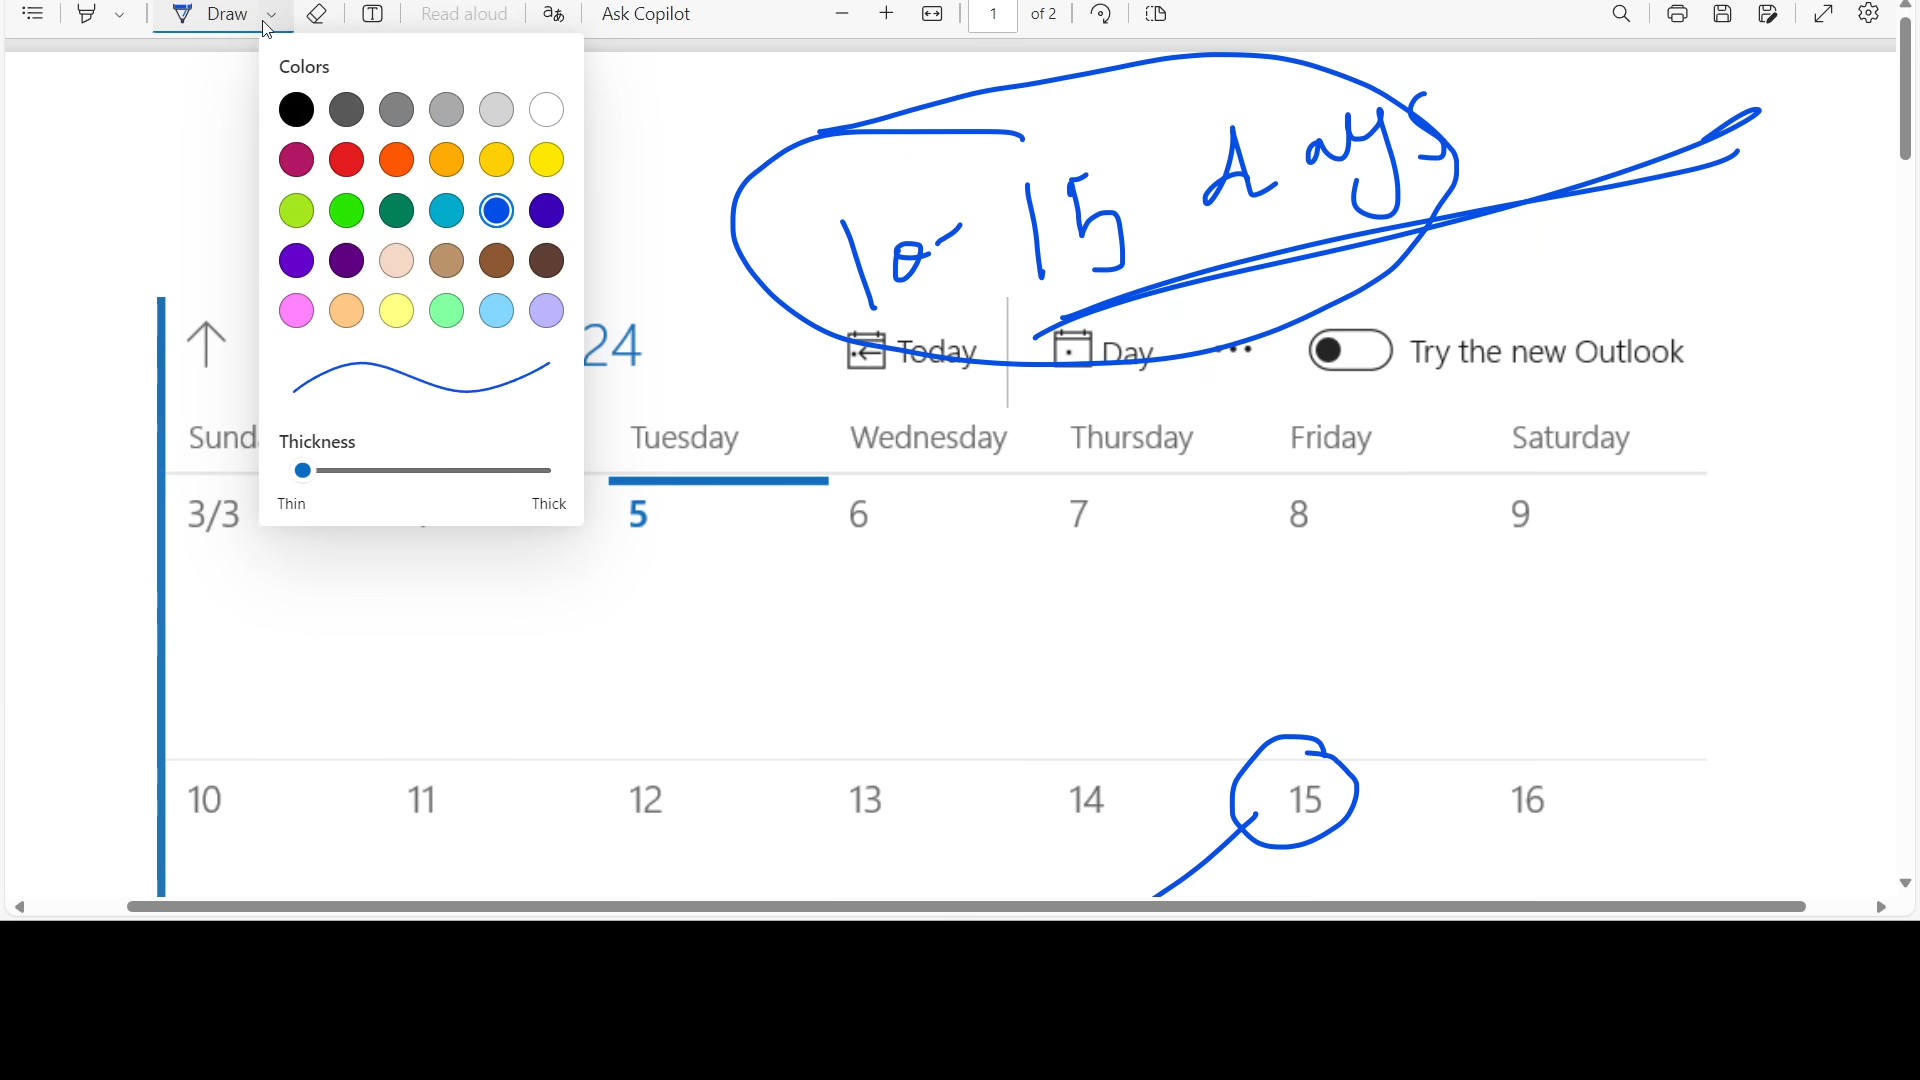 Draw
Read aloud
Ask Copilot
1 of 2
Colors
10-15 days
24
Today
Day
Try the new Outlook
Tuesday Wednesday Thursday Friday Saturday
Thickness
Thin Thick
3/3 5 6 7 8 9
10 11 12 13 14 15 16